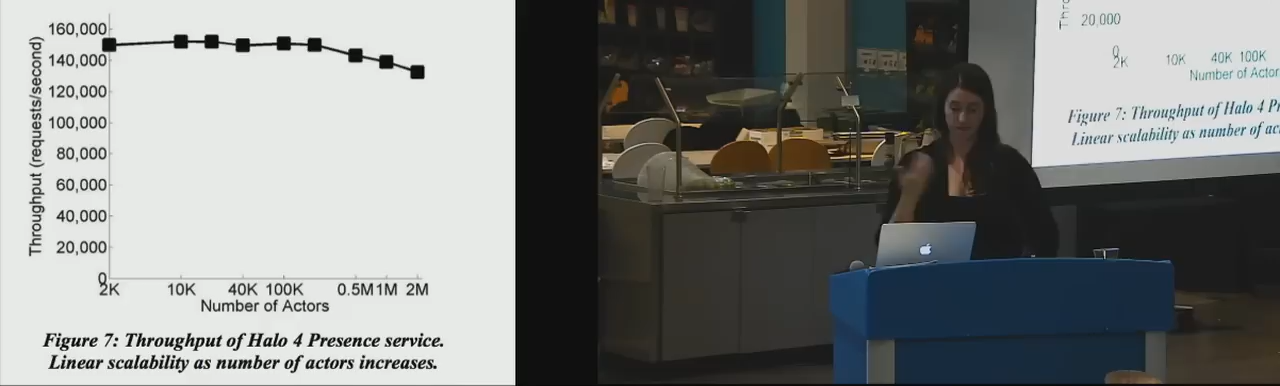 160,000
140,000
120,000
100,000
80,000
60,000
40,000
20,000
0
Throughput (requests/second)
2K 10K 40K 100K 0.5M 1M 2M
Number of Actors
Figure 7: Throughput of Halo 4 Presence service.
Linear scalability as number of actors increases.
20,000
0
2K 10K 40K 100K
Number of Actor
Figure 7: Throughput of Halo 4 Pr
Linear scalability as number of ac